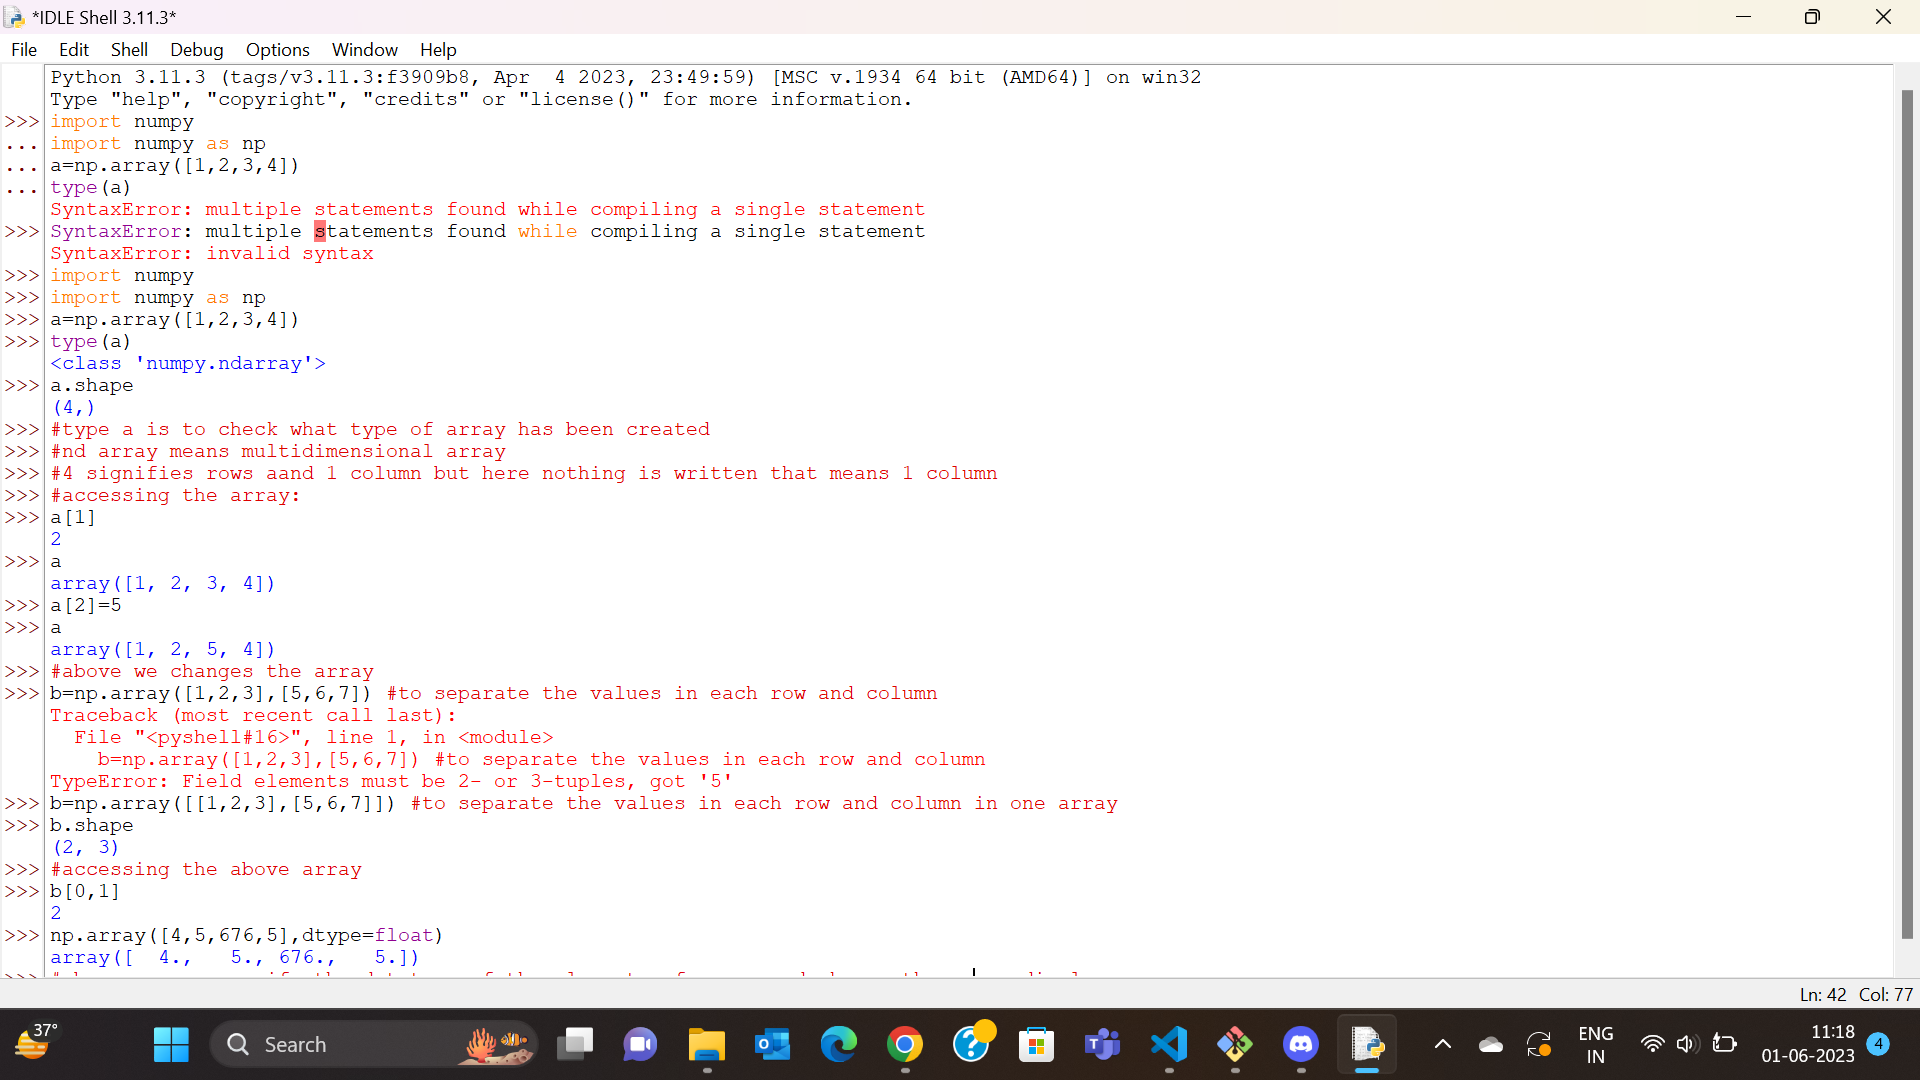 *IDLE Shell 3.11.3*
File Edit Shell Debug Options Window Help
Python 3.11.3 (tags/v3.11.3:f3909b8, Apr  4 2023, 23:49:59) [MSC v.1934 64 bit (AMD64)] on win32
Type "help", "copyright", "credits" or "license()" for more information.
>>> import numpy
... import numpy as np
... a=np.array([1,2,3,4])
... type(a)
SyntaxError: multiple statements found while compiling a single statement
>>> SyntaxError: multiple statements found while compiling a single statement
SyntaxError: invalid syntax
>>> import numpy
>>> import numpy as np
>>> a=np.array([1,2,3,4])
>>> type(a)
<class 'numpy.ndarray'>
>>> a.shape
(4,)
>>> #type a is to check what type of array has been created
>>> #nd array means multidimensional array
>>> #4 signifies rows aand 1 column but here nothing is written that means 1 column
>>> #accessing the array:
>>> a[1]
2
>>> a
array([1, 2, 3, 4])
>>> a[2]=5
>>> a
array([1, 2, 5, 4])
>>> #above we changes the array
>>> b=np.array([1,2,3],[5,6,7]) #to separate the values in each row and column
Traceback (most recent call last):
  File "<pyshell#16>", line 1, in <module>
    b=np.array([1,2,3],[5,6,7]) #to separate the values in each row and column
TypeError: Field elements must be 2- or 3-tuples, got '5'
>>> b=np.array([[1,2,3],[5,6,7]]) #to separate the values in each row and column in one array
>>> b.shape
(2, 3)
>>> #accessing the above array
>>> b[0,1]
2
>>> np.array([4,5,676,5],dtype=float)
array([  4.,   5., 676.,   5.])
Ln: 42 Col: 77
37°
Search
ENG
IN
11:18
01-06-2023
4